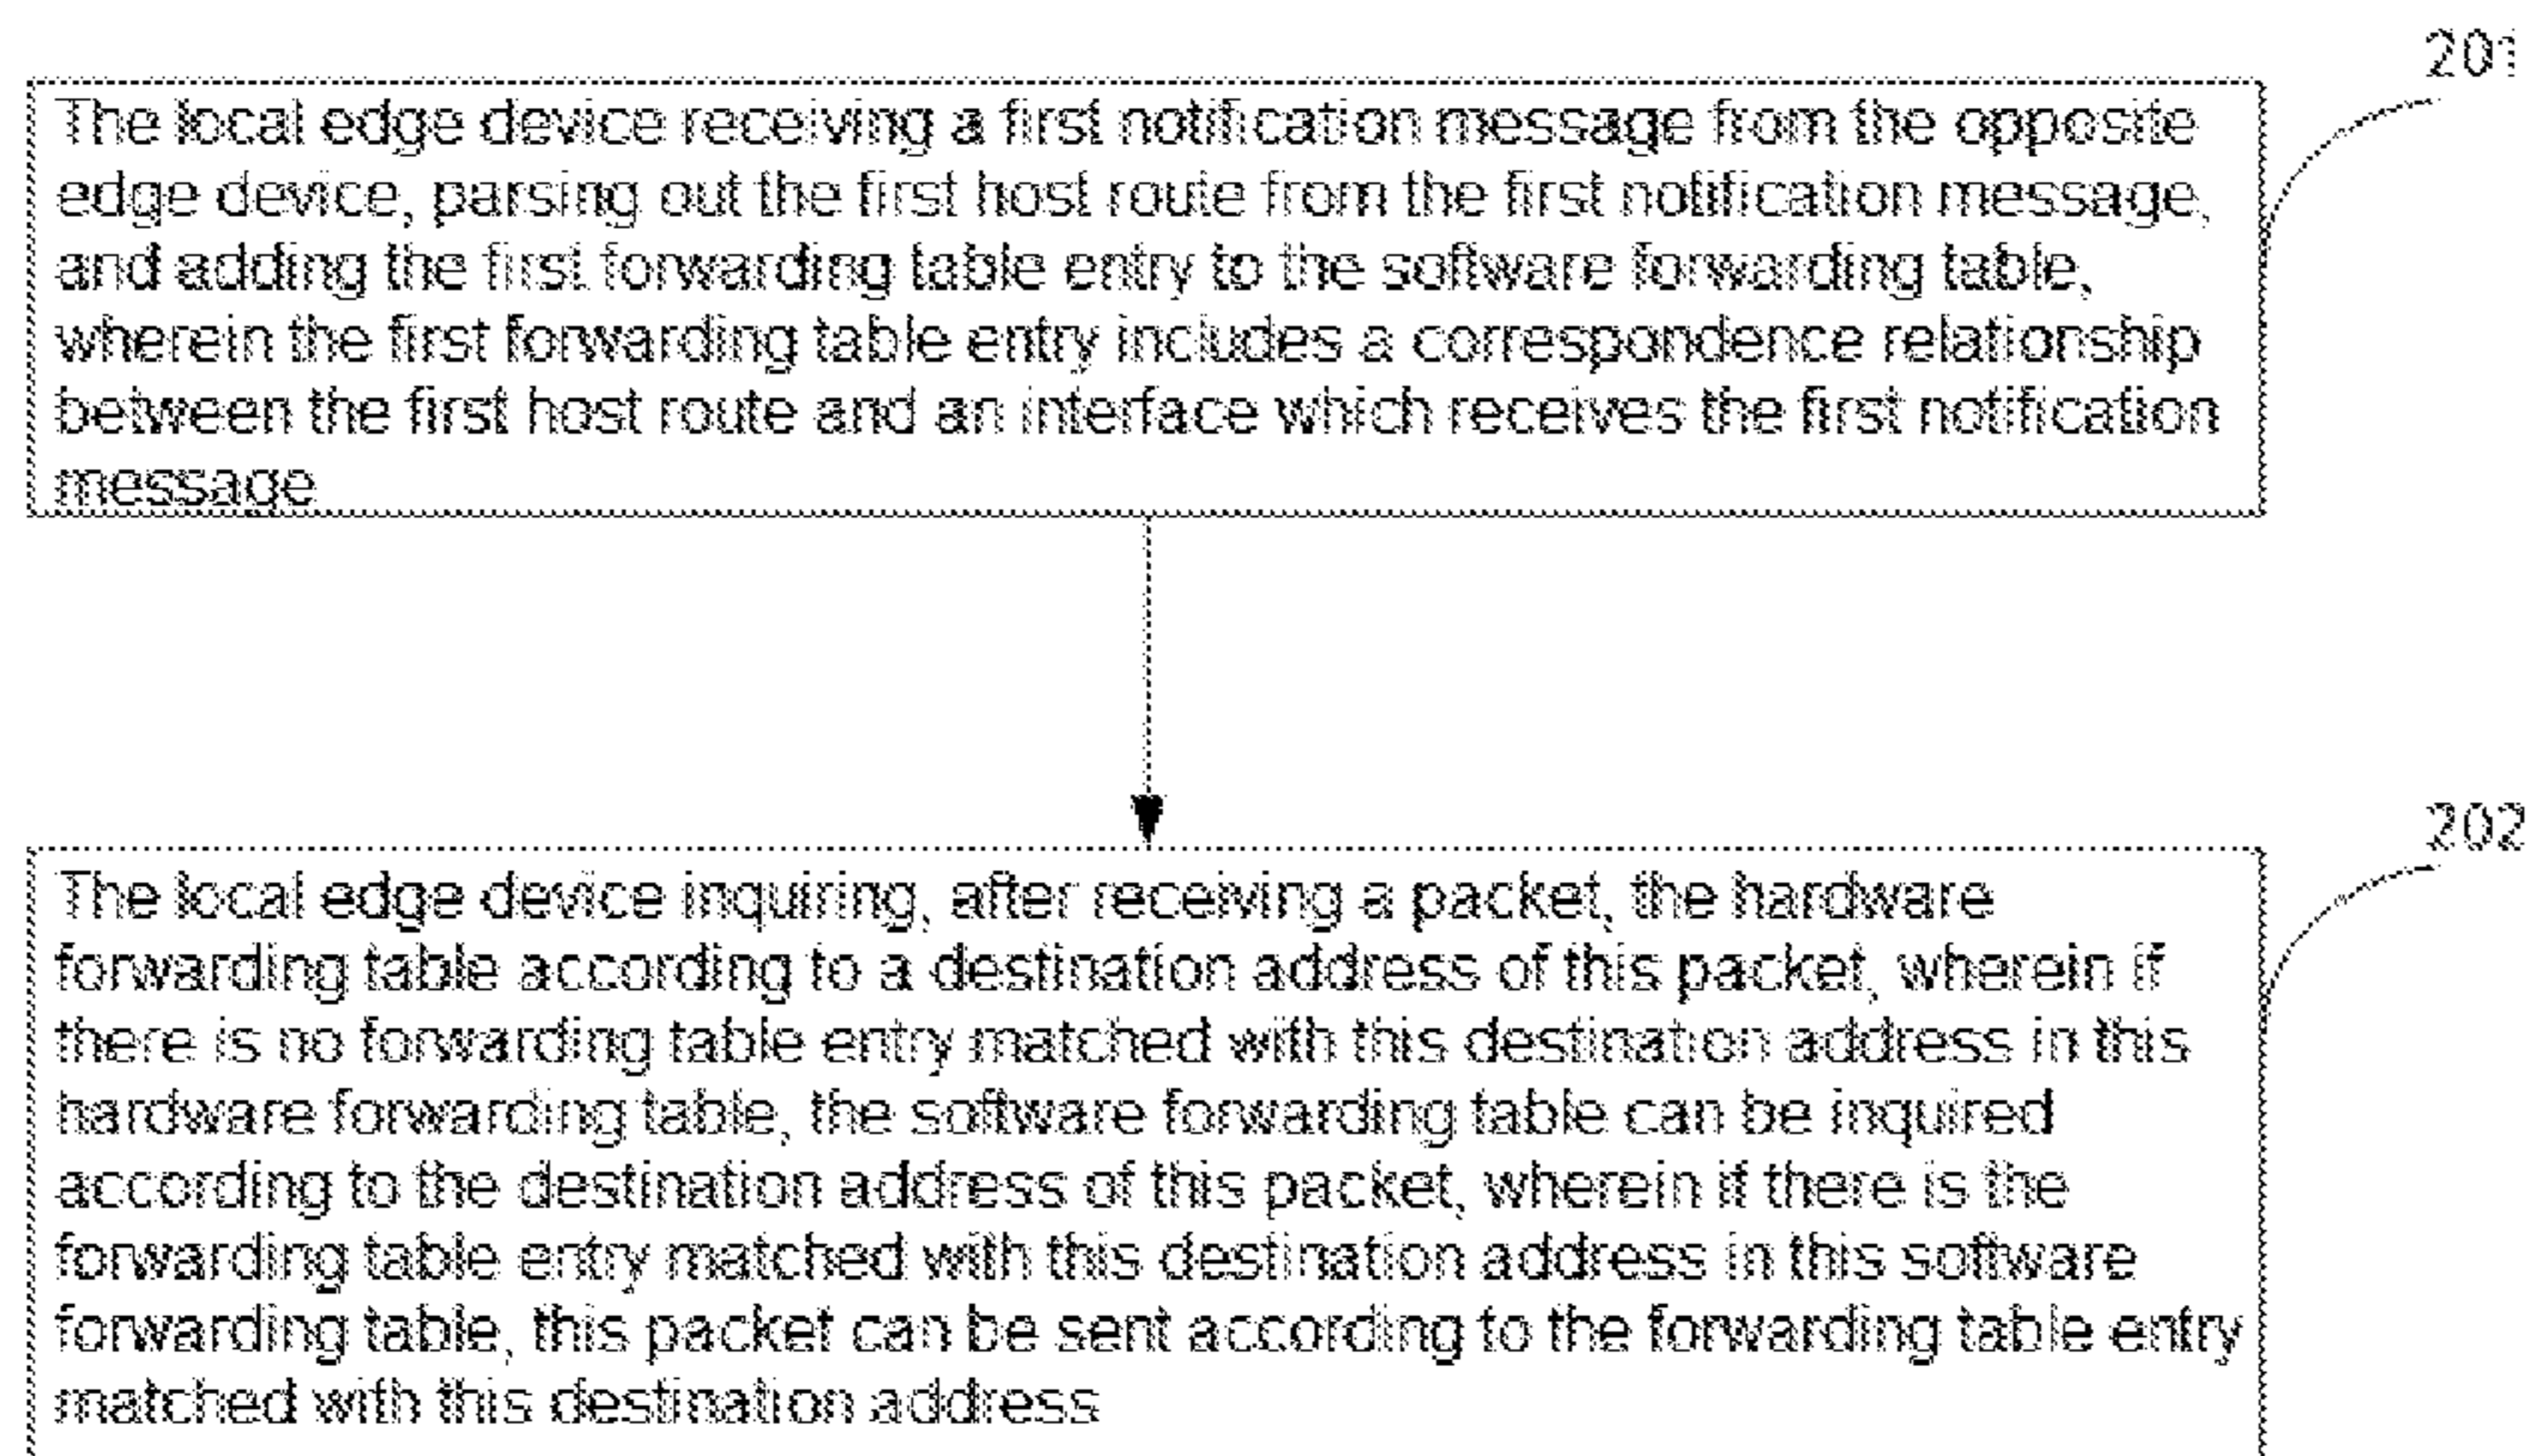 201
The local edge device receiving a first notification message from the opposite
edge device, parsing out the first host route from the first notification message,
and adding the first forwarding table entry to the software forwarding table,
wherein the first forwarding table entry includes a correspondence relationship
between the first host route and an interface which receives the first notification
message
202
The local edge device inquiring, after receiving a packet, the hardware
forwarding table according to a destination address of this packet, wherein if
there is no forwarding table entry matched with this destination address in this
hardware forwarding table, the software forwarding table can be inquired
according to the destination address of this packet, wherein if there is the
forwarding table entry matched with this destination address in this software
forwarding table, this packet can be sent according to the forwarding table entry
matched with this destination address